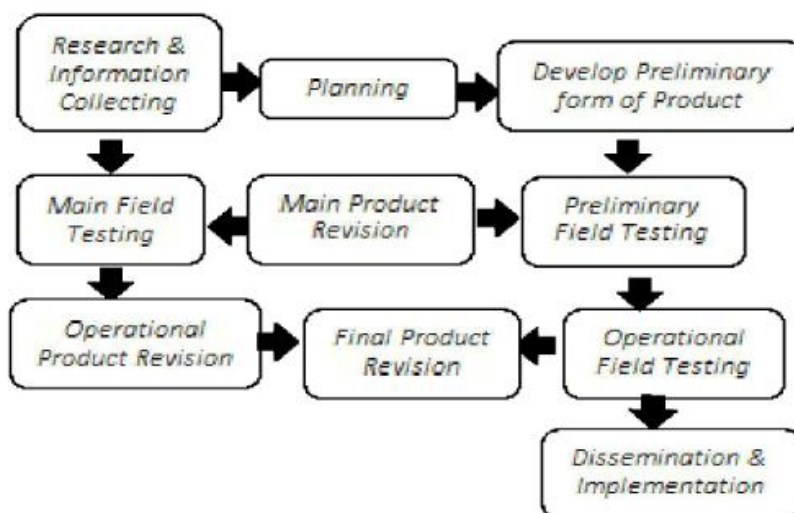 Research &
Information
Collecting
Planning
Develop Preliminary
form of Product
Main Field
Testing
Main Product
Revision
Preliminary
Field Testing
Operational
Product Revision
Final Product
Revision
Operational
Field Testing
Dissemination &
Implementation